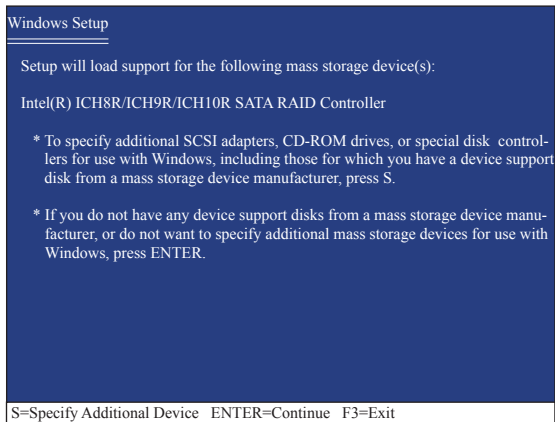 Windows Setup
Setup will load support for the following mass storage device(s):
Intel(R) ICH8R/ICH9R/ICH10R SATA RAID Controller
* To specify additional SCSI adapters, CD-ROM drives, or special disk control-
lers for use with Windows, including those for which you have a device support
disk from a mass storage device manufacturer, press S.
* If you do not have any device support disks from a mass storage device manu-
facturer, or do not want to specify additional mass storage devices for use with
Windows, press ENTER.
S=Specify Additional Device ENTER=Continue F3=Exit